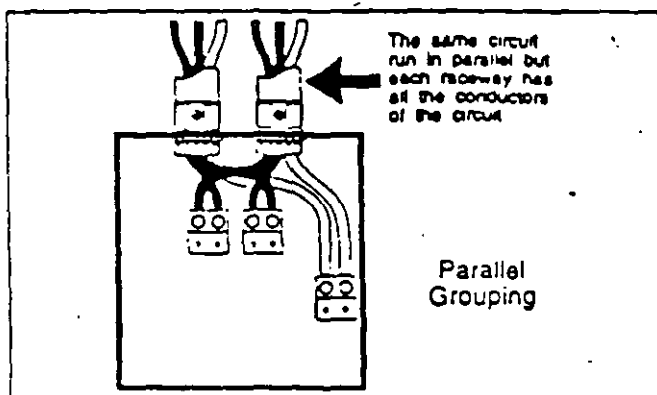 The same circuit
run in parallel but
each raceway has
all the conductors
of the circuit
Parallel
Grouping